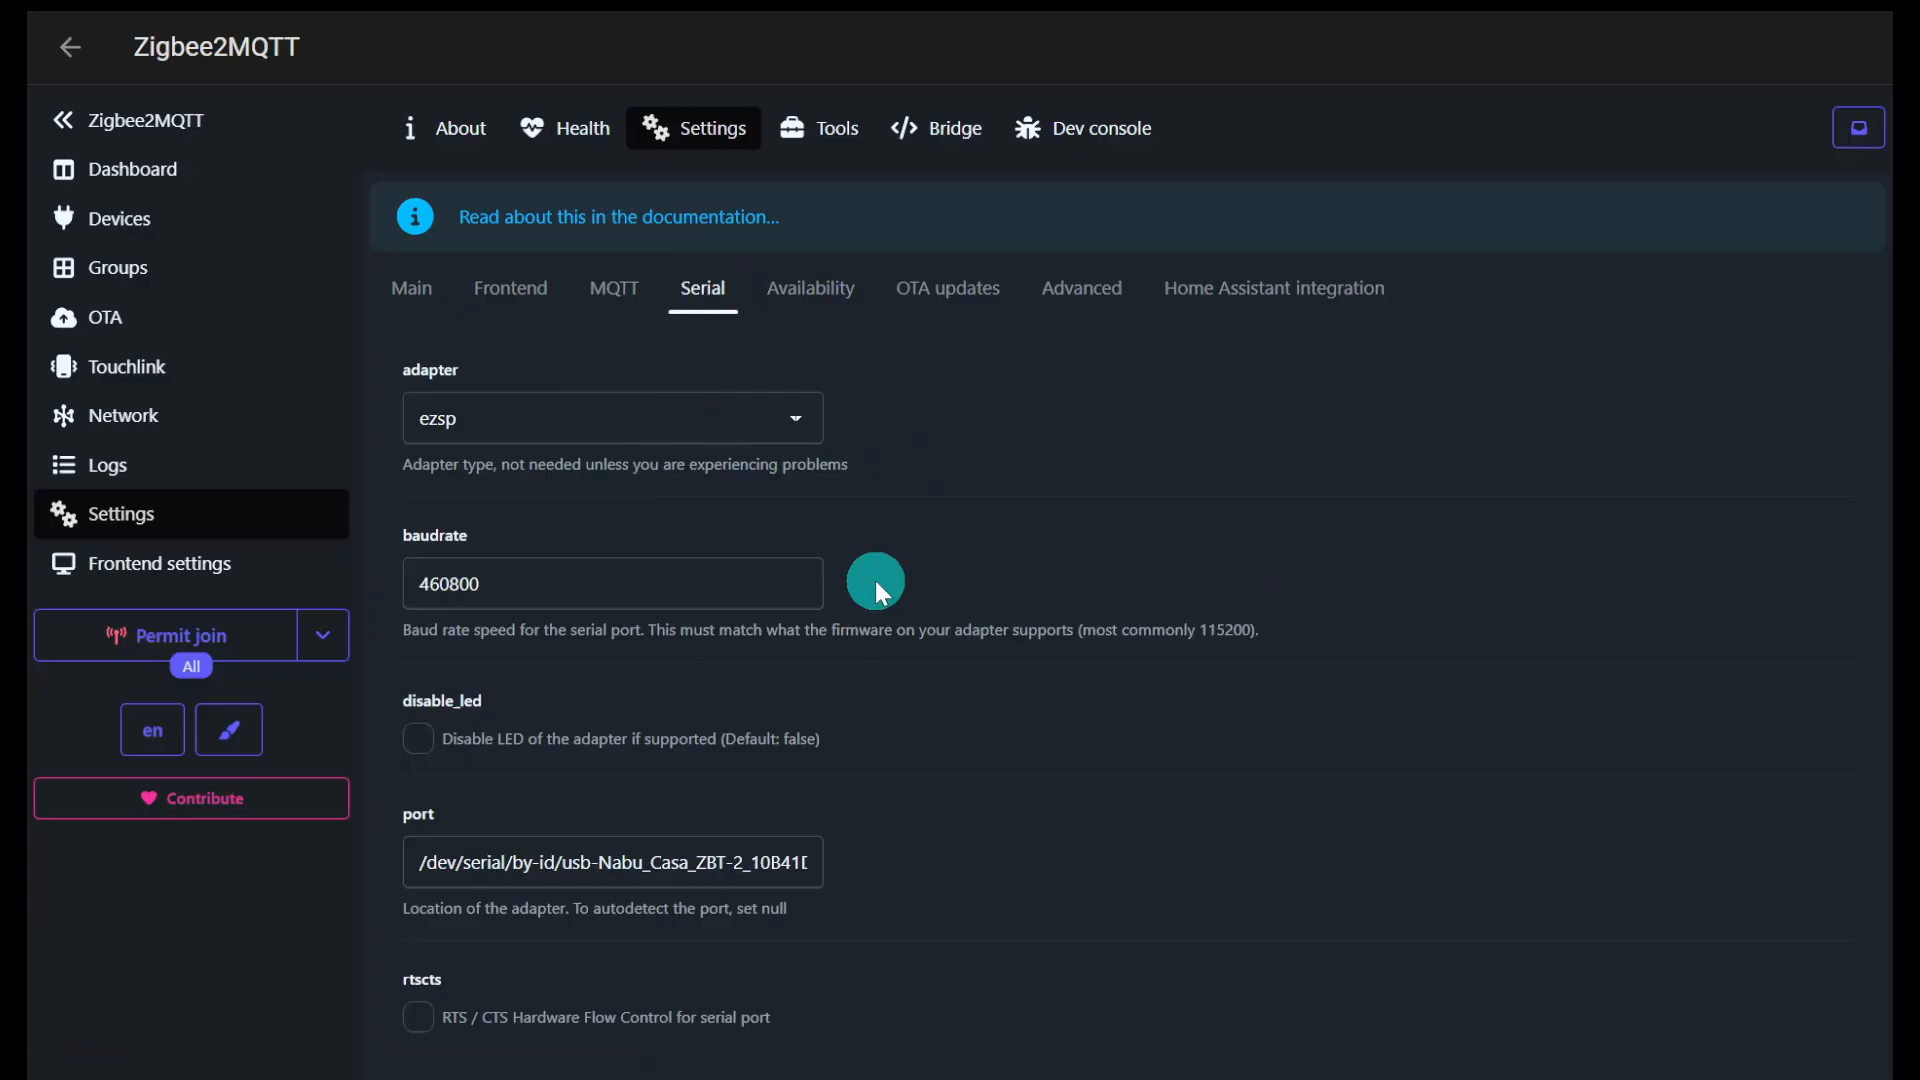 Zigbee2MQTT
Zigbee2MQTT
Dashboard
Devices
Groups
OTA
Touchlink
Network
Logs
Settings
Frontend settings
Permit join
All
en
Contribute
About
Health
Settings
Tools
Bridge
Dev console
Read about this in the documentation...
Main
Frontend
MQTT
Serial
Availability
OTA updates
Advanced
Home Assistant integration
adapter
ezsp
Adapter type, not needed unless you are experiencing problems
baudrate
460800
Baud rate speed for the serial port. This must match what the firmware on your adapter supports (most commonly 115200).
disable_led
Disable LED of the adapter if supported (Default: false)
port
/dev/serial/by-id/usb-Nabu_Casa_ZBT-2_10B41
Location of the adapter. To autodetect the port, set null
rtscts
RTS / CTS Hardware Flow Control for serial port